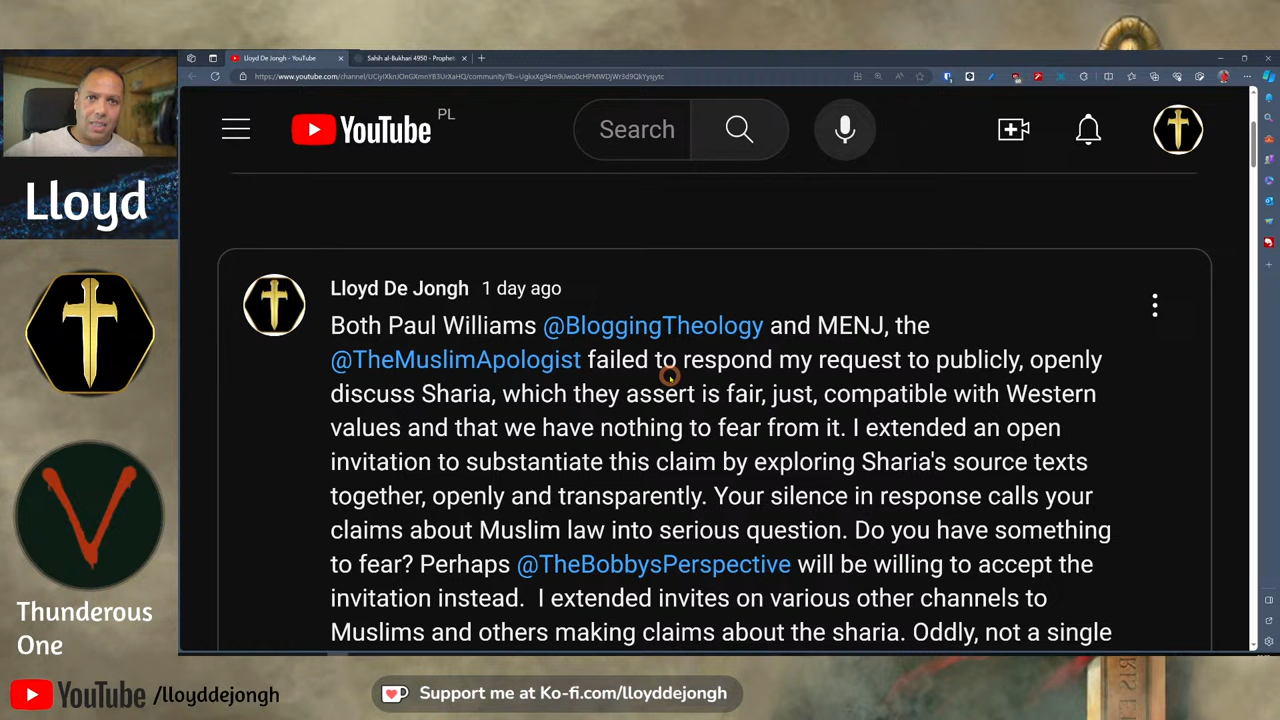 Lloyd De Jongh - YouTube
Sahih al-Bukhari 4950 - Prophet
YouTube PL
Search
Lloyd
Lloyd De Jongh 1 day ago
Both Paul Williams @BloggingTheology and MENJ, the
@TheMuslimApologist failed to respond my request to publicly, openly
discuss Sharia, which they assert is fair, just, compatible with Western
values and that we have nothing to fear from it. I extended an open
invitation to substantiate this claim by exploring Sharia's source texts
together, openly and transparently. Your silence in response calls your
claims about Muslim law into serious question. Do you have something
to fear? Perhaps @TheBobbysPerspective will be willing to accept the
invitation instead. I extended invites on various other channels to
Muslims and others making claims about the sharia. Oddly, not a single
V
Thunderous
One
YouTube /lloyddejongh
Support me at Ko-fi.com/lloyddejongh